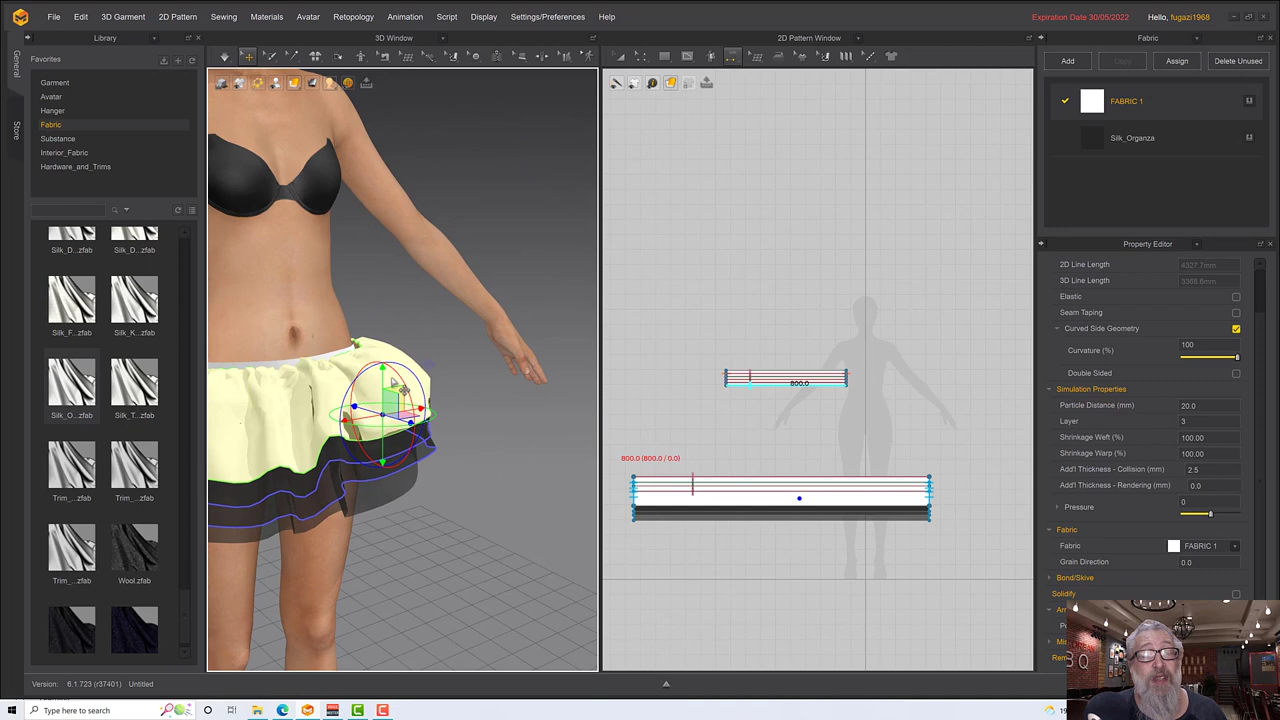 File Edit 3D Garment 2D Pattern Sewing Materials Avatar Retopology Animation Script Display Settings/Preferences Help
Expiration Date 30/05/2022 Hello, fugazi1968
Library
3D Window
2D Pattern Window
Fabric
General
Store
Favorites
Garment
Avatar
Hanger
Fabric
Substance
Interior_Fabric
Hardware_and_Trims
Silk_D...zfab Silk_D...zfab
Silk_F...zfab Silk_K...zfab
Silk_O...zfab Silk_T...zfab
Trim_...zfab Trim_...zfab
Trim_...zfab Wool.zfab
800.0
800.0 (800.0 / 0.0)
Add Copy Assign Delete Unused
FABRIC 1
Silk_Organza
Property Editor
2D Line Length 4327.7mm
3D Line Length 3368.6mm
Elastic
Seam Taping
Curved Side Geometry
Curvature (%) 100
Double Sided
Simulation Properties
Particle Distance (mm) 20.0
Layer 3
Shrinkage Weft (%) 100.00
Shrinkage Warp (%) 100.00
Add'l Thickness - Collision (mm) 2.5
Add'l Thickness - Rendering (mm) 0.0
Pressure 0
Fabric
Fabric FABRIC 1
Grain Direction 0.0
Bond/Skive
Solidify
Version: 6.1.723 (r37401) Untitled
Type here to search